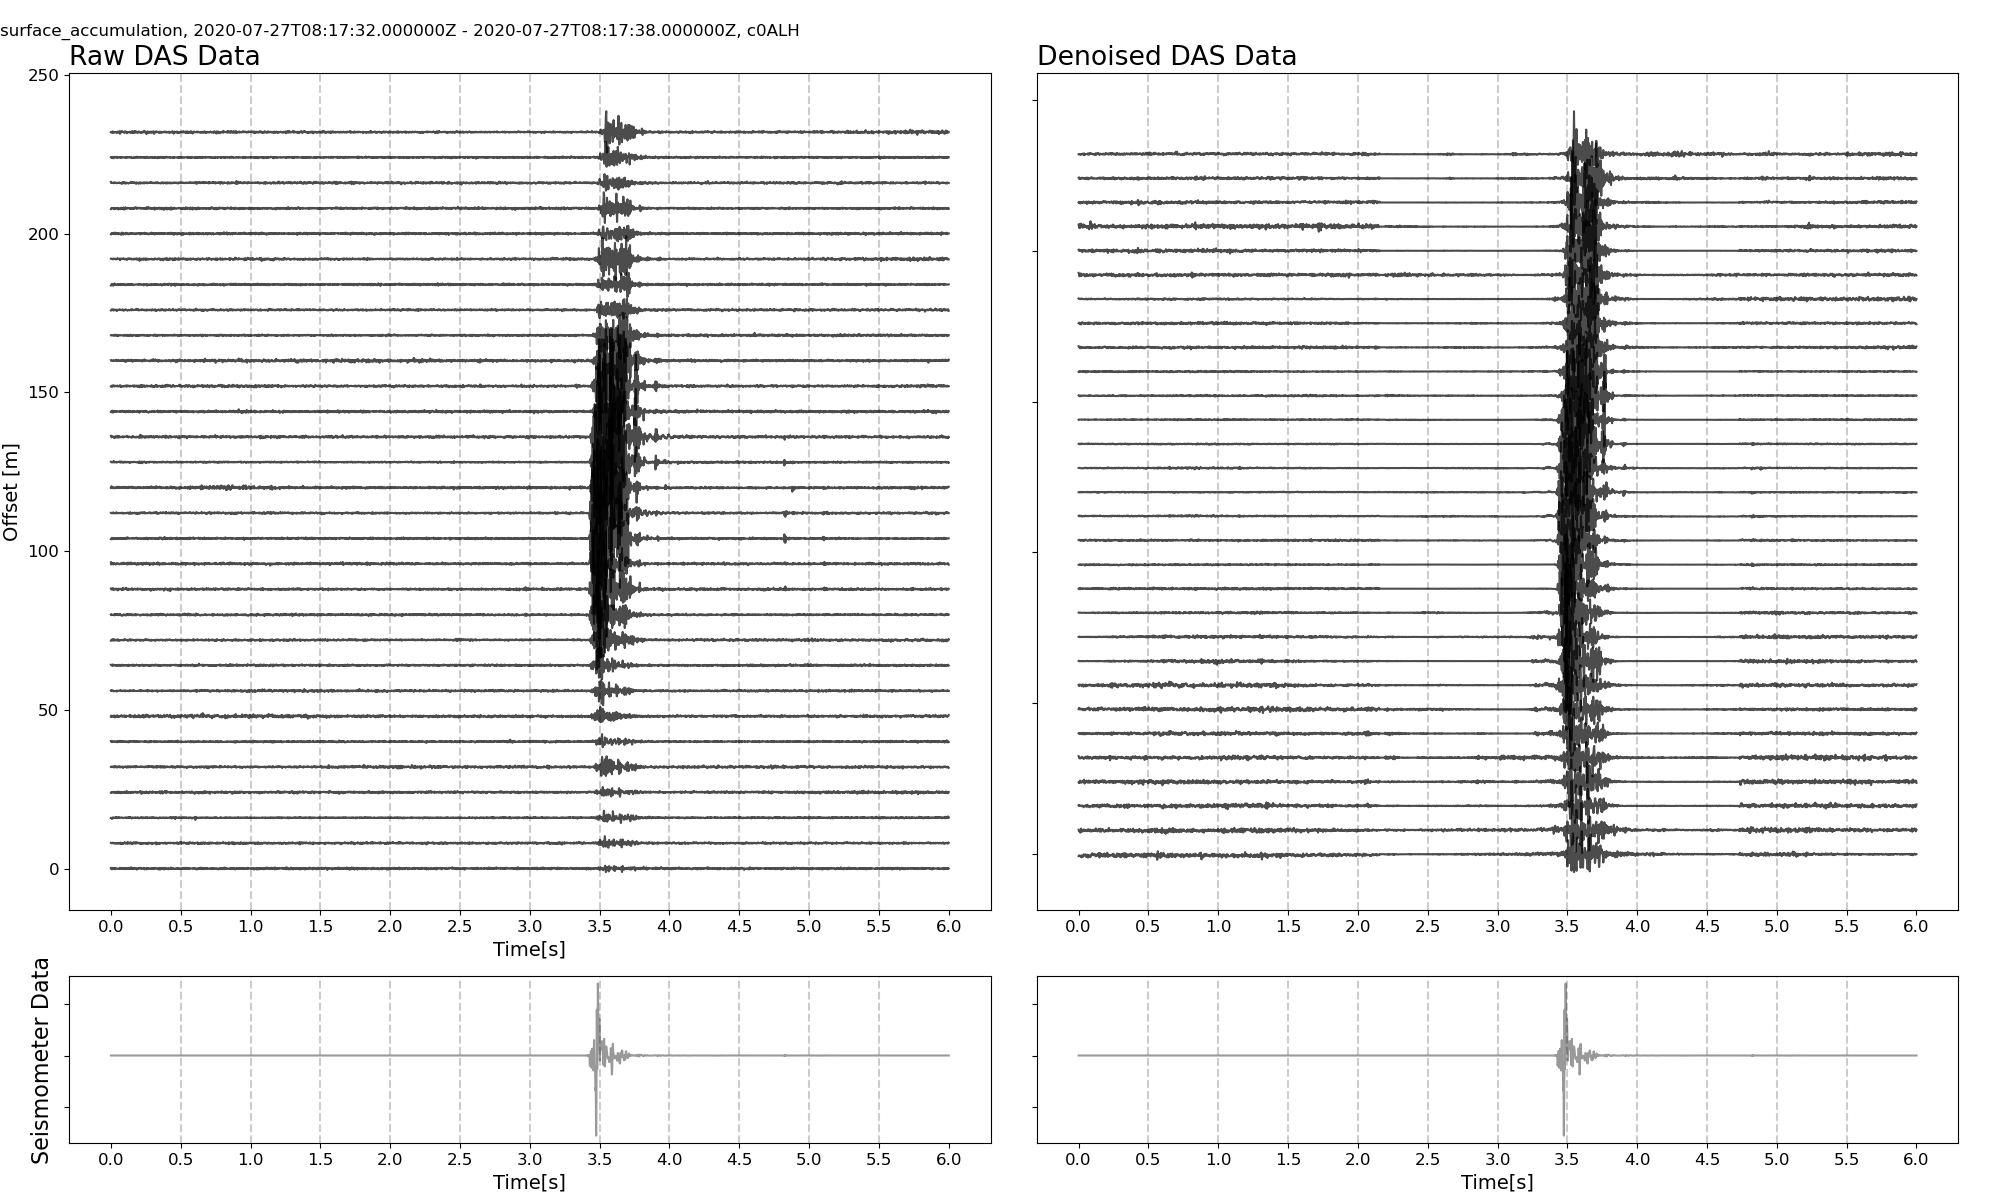 surface_accumulation, 2020-07-27T08:17:32.000000Z - 2020-07-27T08:17:38.000000Z, c0ALH
Raw DAS Data
Denoised DAS Data
250
200
150
100
50
0
Offset [m]
0.0 0.5 1.0 1.5 2.0 2.5 3.0 3.5 4.0 4.5 5.0 5.5 6.0
Time[s]
0.0 0.5 1.0 1.5 2.0 2.5 3.0 3.5 4.0 4.5 5.0 5.5 6.0
Seismometer Data
0.0 0.5 1.0 1.5 2.0 2.5 3.0 3.5 4.0 4.5 5.0 5.5 6.0
Time[s]
0.0 0.5 1.0 1.5 2.0 2.5 3.0 3.5 4.0 4.5 5.0 5.5 6.0
Time[s]